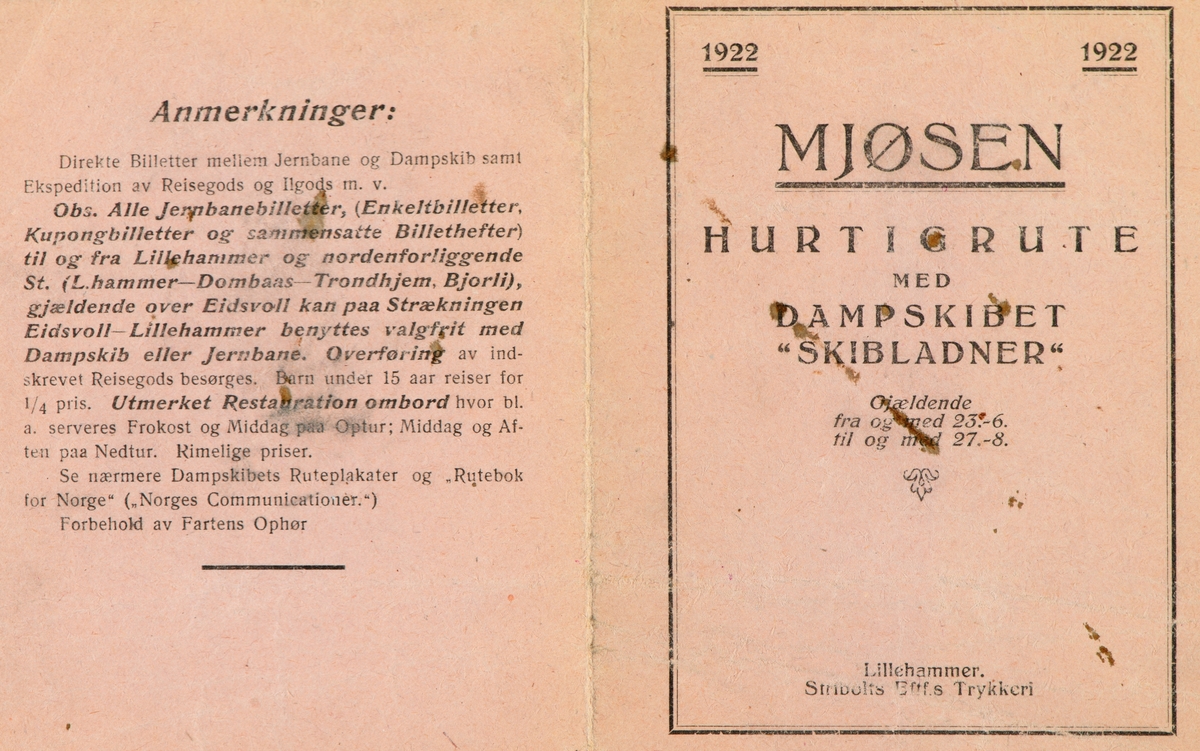 Anmerkninger:
Direkte Billetter mellem Jernbane og Dampskib samt
Ekspedition av Reisegods og Ilgods m. v.
Obs. Alle Jernbanebilletter, (Enkeltbilletter,
Kupongbilletter og sammensatte Billethefter)
til og fra Lillehammer og nordenforliggende
St. (L.hammer—Dombaas—Trondhjem, Bjorli),
gjældende over Eidsvoll kan paa Strækningen
Eidsvoll—Lillehammer benyttes valgfrit med
Dampskib eller Jernbane. Overføring av ind-
skrevet Reisegods besørges. Barn under 15 aar reiser for
1/4 pris. Utmerket Restauration ombord hvor bl.
a. serveres Frokost og Middag paa Optur; Middag og Af-
ten paa Nedtur. Rimelige priser.
Se nærmere Dampskibets Ruteplakater og „Rutebok
for Norge“ („Norges Communicationer.“)
Forbehold av Fartens Ophør
1922 1922
MJØSEN
HURTIGRUTE
MED
DAMPSKIBET
“SKIBLADNER“
Gjældende
fra og med 23.-6.
til og med 27.-8.
Lillehammer.
Stribolts Eftf.s Trykkeri